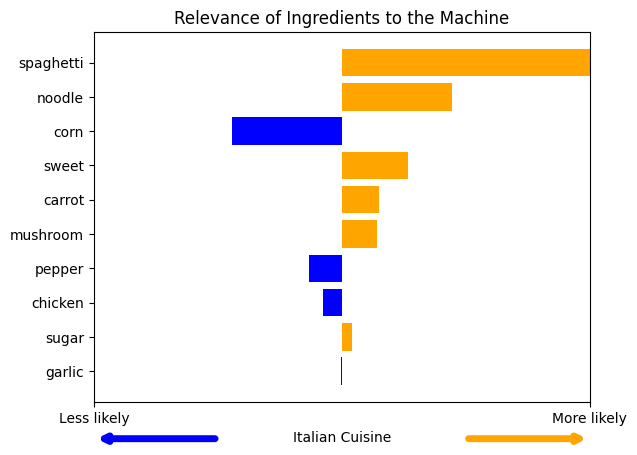 Relevance of Ingredients to the Machine
spaghetti
noodle
corn
sweet
carrot
mushroom
pepper
chicken
sugar
garlic
Less likely More likely
Italian Cuisine